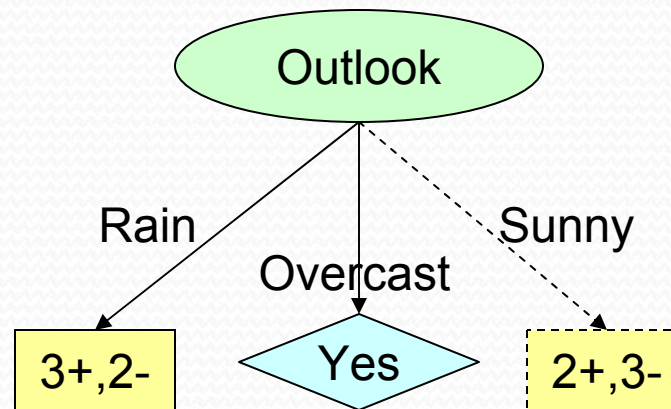 Outlook
Rain
Sunny
Overcast
3+,2-
Yes
2+,3-